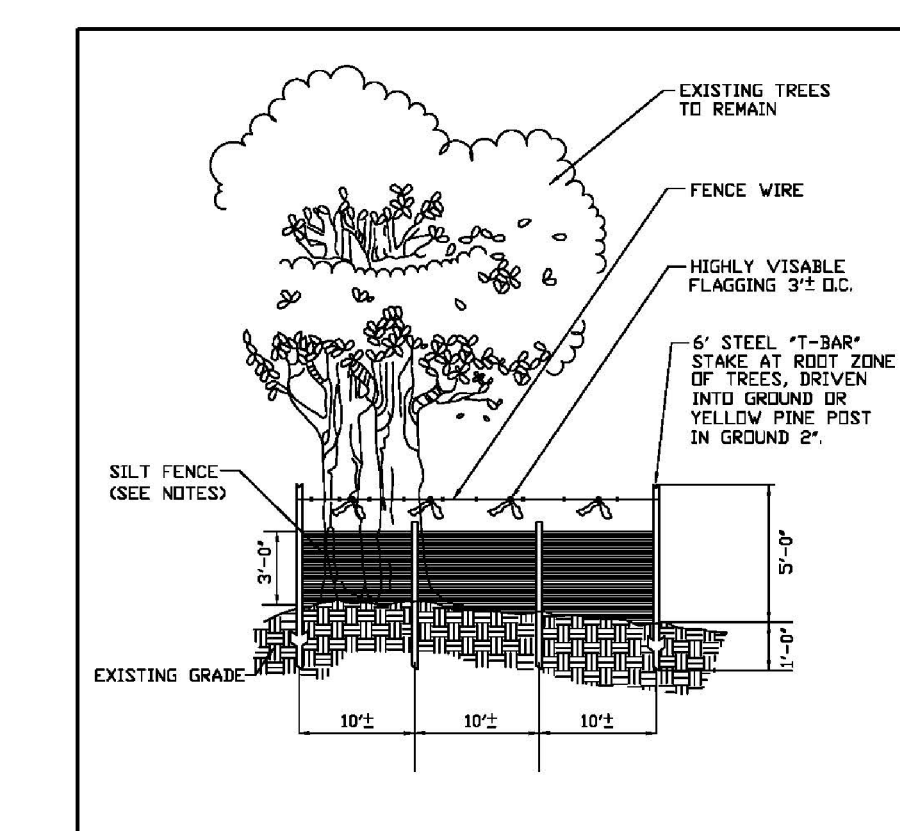 EXISTING TREES
TO REMAIN
FENCE WIRE
HIGHLY VISABLE
FLAGGING 3'± O.C.
6' STEEL "T-BAR"
STAKE AT ROOT ZONE
OF TREES, DRIVEN
INTO GROUND OR
YELLOW PINE POST
IN GROUND 2".
SILT FENCE
(SEE NOTES)
3'-0"
5'-0"
1'-0"
EXISTING GRADE
10'±
10'±
10'±